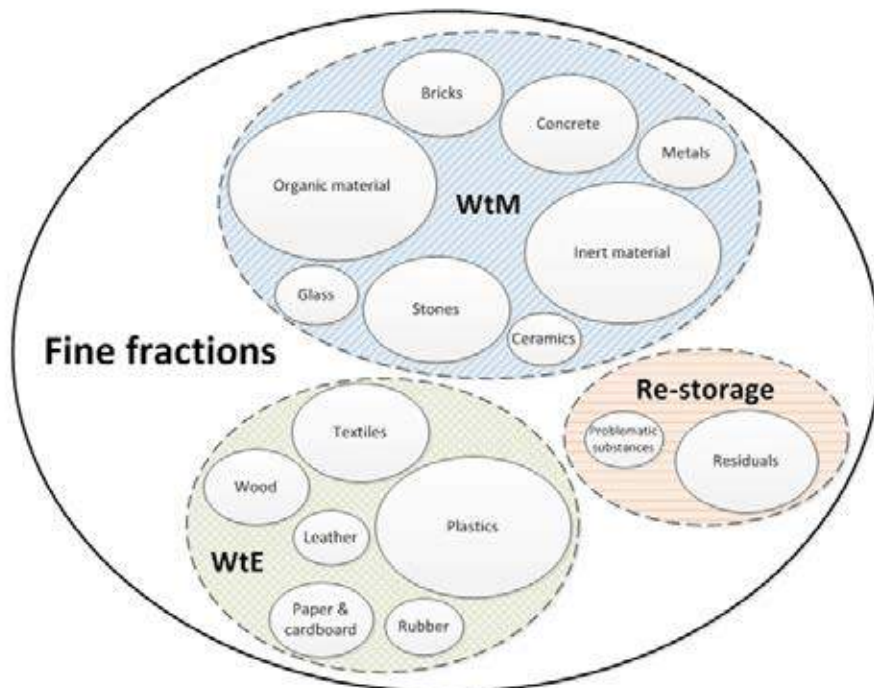 Bricks
Concrete
Metals
Organic material
WtM
Inert material
Glass
Stones
Ceramics
Fine fractions
Re-storage
Problematic
substances
Residuals
Textiles
Wood
Plastics
Leather
WtE
Paper &
cardboard
Rubber